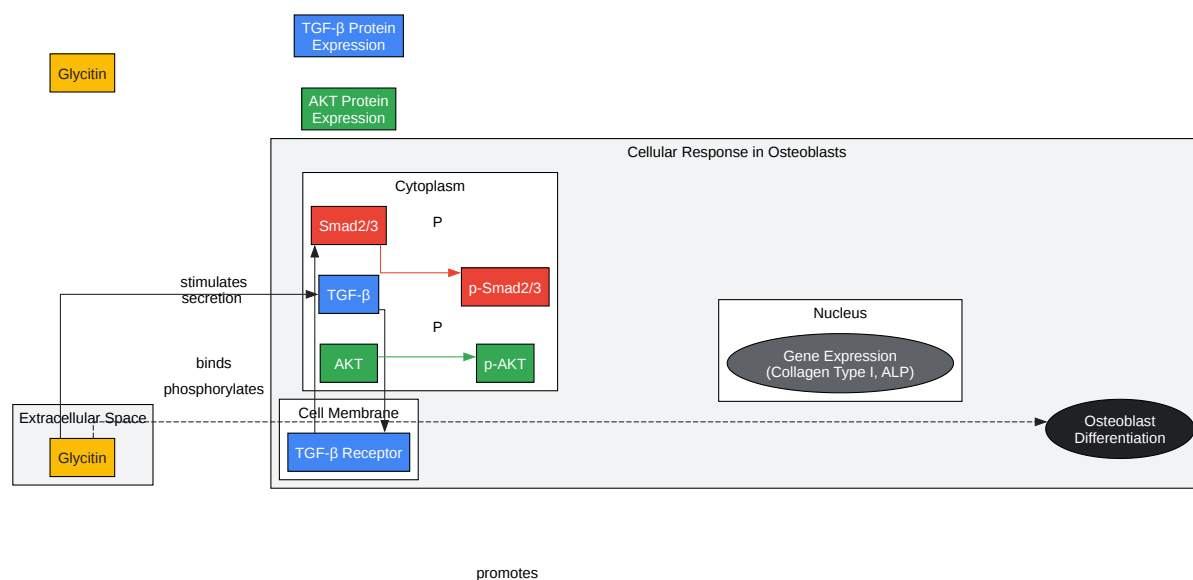 TGF-β Protein
Expression
Glycitin
AKT Protein
Expression
Cellular Response in Osteoblasts
Cytoplasm
Smad2/3
P
p-Smad2/3
stimulates
secretion
TGF-β
Nucleus
P
Gene Expression
(Collagen Type I, ALP)
AKT
p-AKT
binds
phosphorylates
Extracellular Space
Cell Membrane
Osteoblast
Differentiation
Glycitin
TGF-β Receptor
promotes